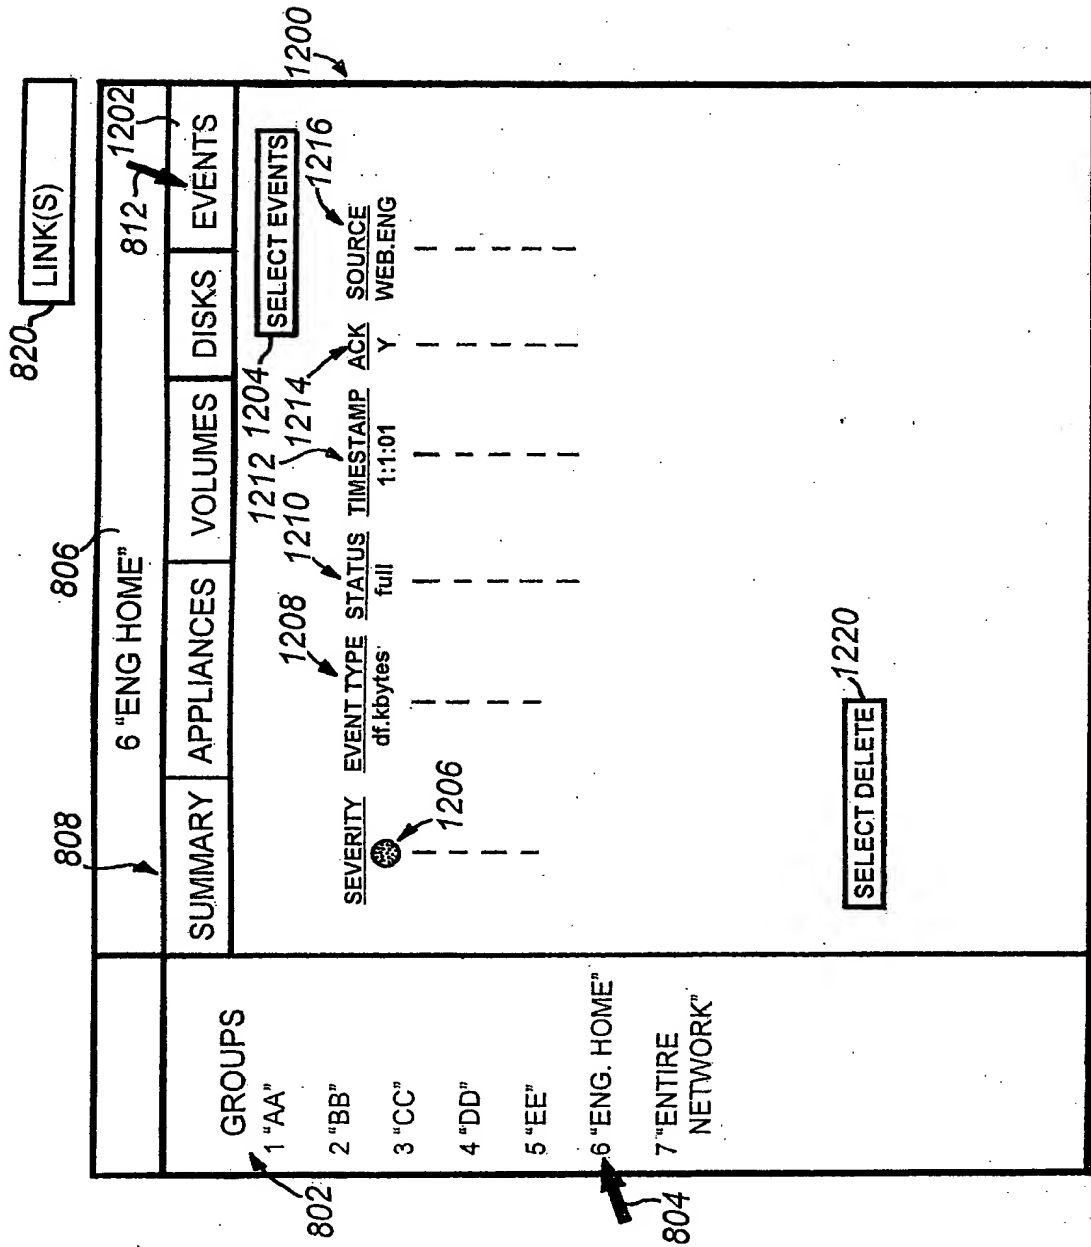 820
LINK(S)
806
812
1202
1200
6 “ENG HOME”
808
SUMMARY
APPLIANCES
VOLUMES
DISKS
EVENTS
GROUPS
1 “AA”
2 “BB”
3 “CC”
4 “DD”
5 “EE”
6 “ENG. HOME”
7 “ENTIRE
NETWORK”
802
804
1204
SELECT EVENTS
1208
1210
1212
1214
1216
SEVERITY EVENT TYPE STATUS TIMESTAMP ACK SOURCE
df.kbytes full 1:1:01 Y WEB.ENG
1206
SELECT DELETE
1220